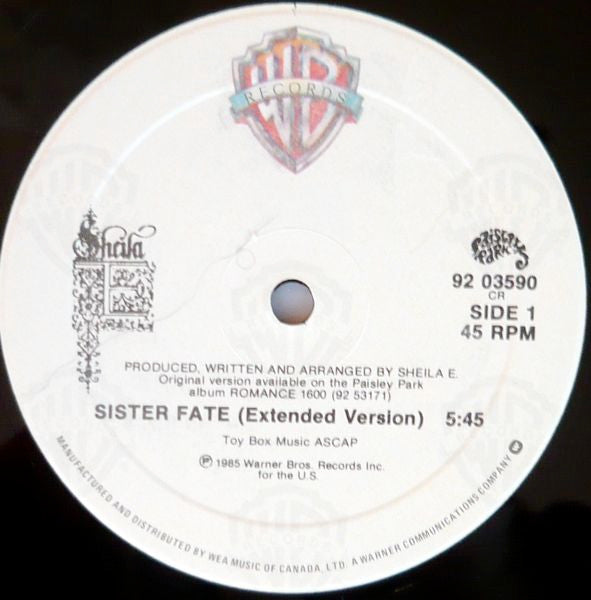 WB
RECORDS
Sheila
E
PAISLEY
PARK
92 03590
CR
SIDE 1
45 RPM
PRODUCED, WRITTEN AND ARRANGED BY SHEILA E.
Original version available on the Paisley Park
album ROMANCE 1600 (92 53171)
SISTER FATE (Extended Version) 5:45
Toy Box Music ASCAP
℗ 1985 Warner Bros. Records Inc.
for the U.S.
MANUFACTURED AND DISTRIBUTED BY WEA MUSIC OF CANADA, LTD. A WARNER COMMUNICATIONS COMPANY